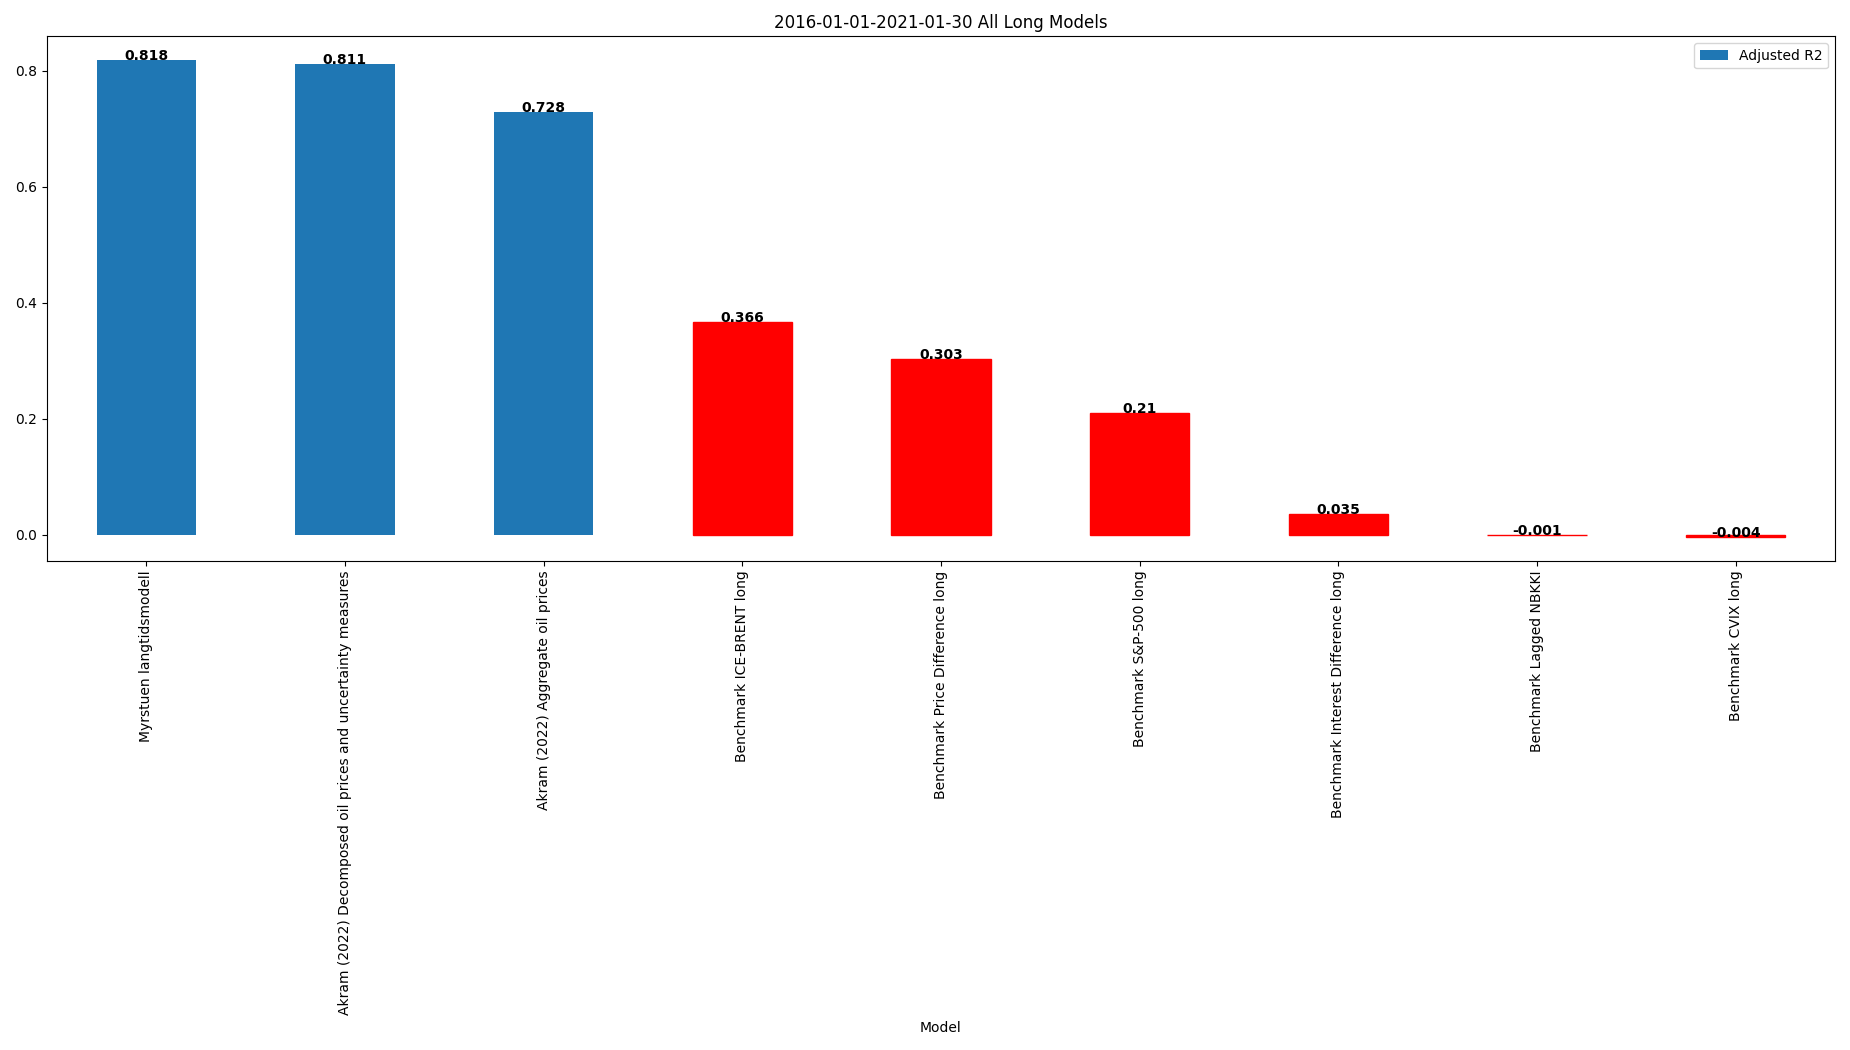 2016-01-01-2021-01-30 All Long Models
Adjusted R2
0.8
0.6
0.4
0.2
0.0
0.818
0.811
0.728
0.366
0.303
0.21
0.035
-0.001
-0.004
Myrstuen langtidsmodell
Akram (2022) Decomposed oil prices and uncertainty measures
Akram (2022) Aggregate oil prices
Benchmark ICE-BRENT long
Benchmark Price Difference long
Benchmark S&P-500 long
Benchmark Interest Difference long
Benchmark Lagged NBKKI
Benchmark CVIX long
Model